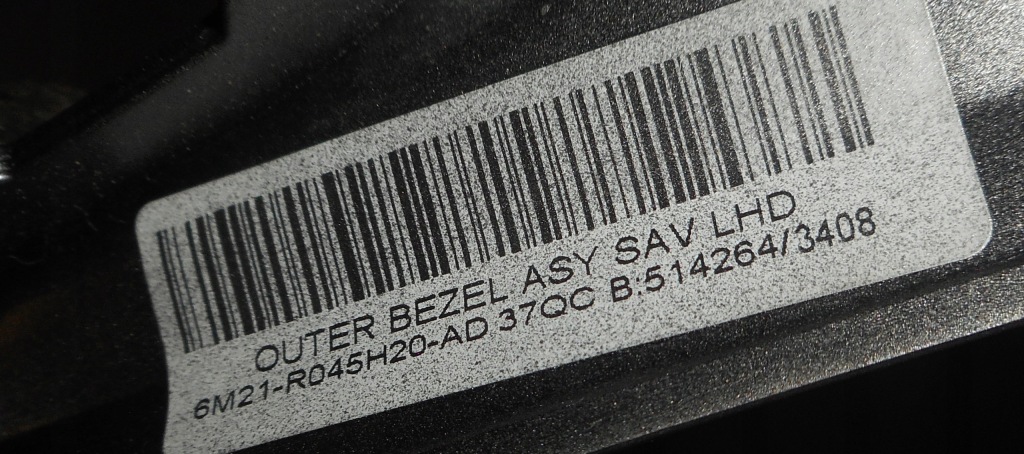 OUTER BEZEL ASY SAV LHD
6M21-R045H20-AD 37QC B:514264/3408